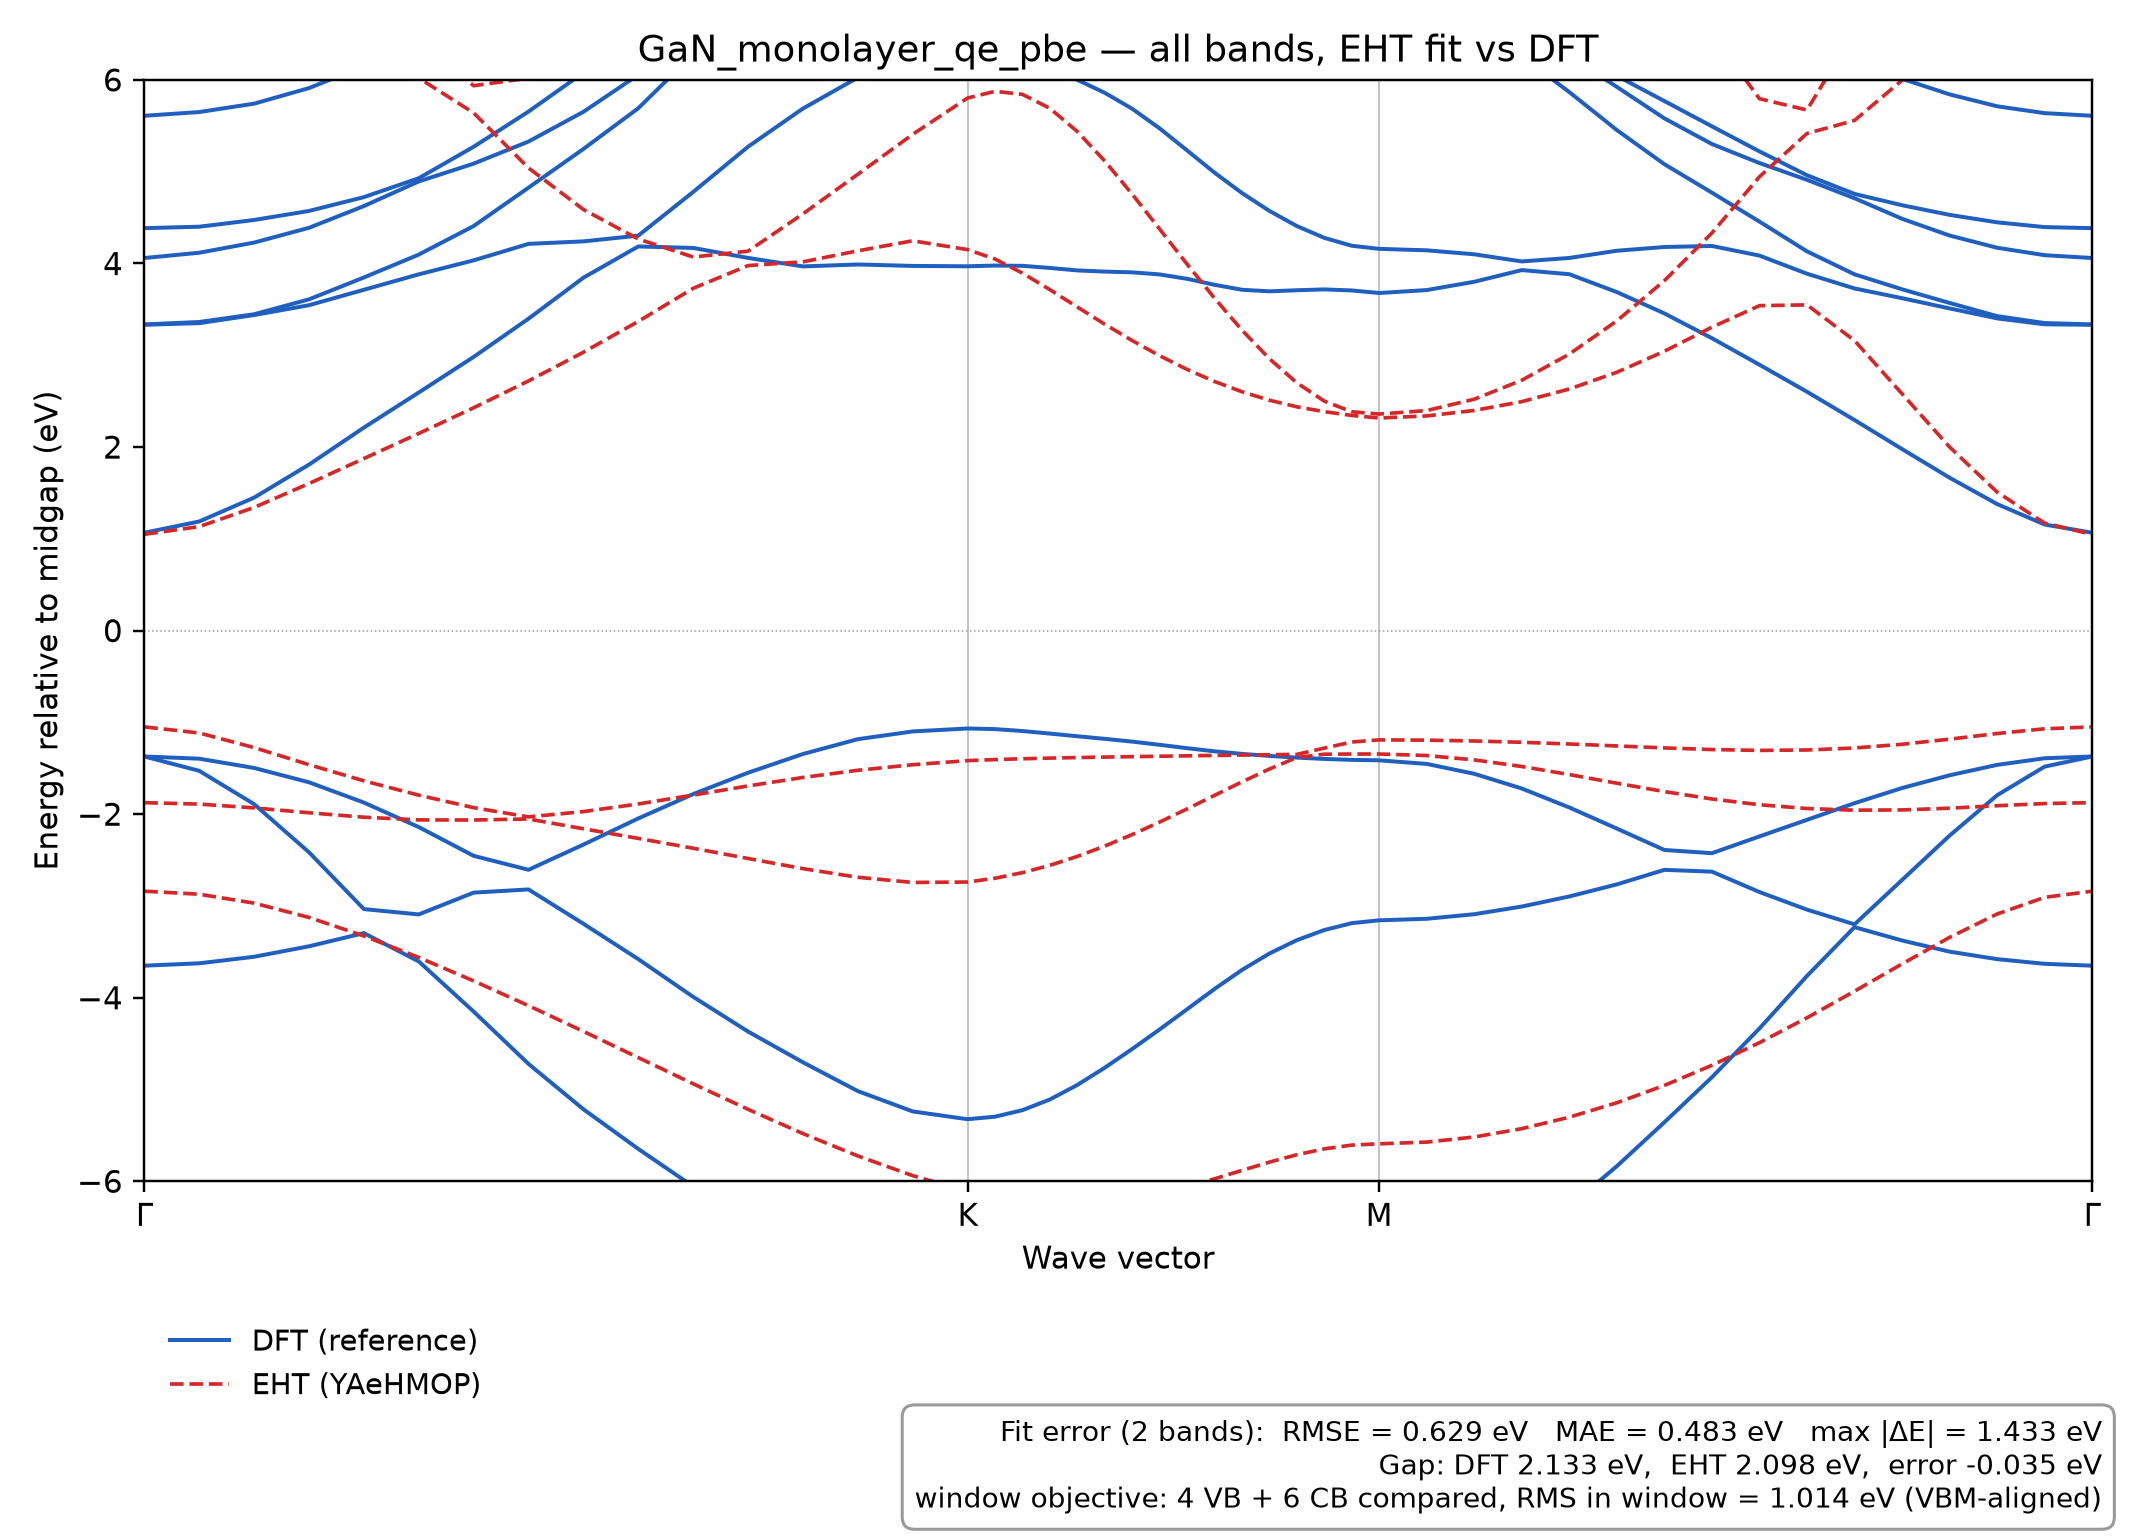 GaN_monolayer_qe_pbe — all bands, EHT fit vs DFT
Energy relative to midgap (eV)
6
4
2
0
−2
−4
−6
Γ K M Γ
Wave vector
DFT (reference)
EHT (YAeHMOP)
Fit error (2 bands):  RMSE = 0.629 eV   MAE = 0.483 eV   max |ΔE| = 1.433 eV
Gap: DFT 2.133 eV,  EHT 2.098 eV,  error -0.035 eV
window objective: 4 VB + 6 CB compared, RMS in window = 1.014 eV (VBM-aligned)